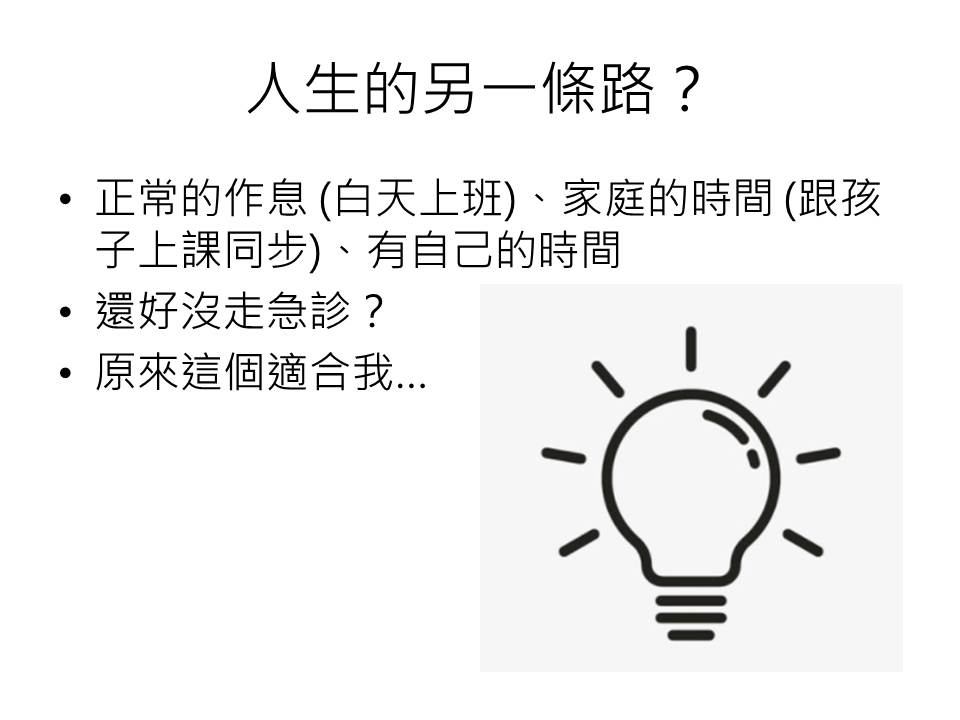 人生的另一條路？
• 正常的作息 (白天上班)、家庭的時間 (跟孩
子上課同步)、有自己的時間
• 還好沒走急診？
• 原來這個適合我...